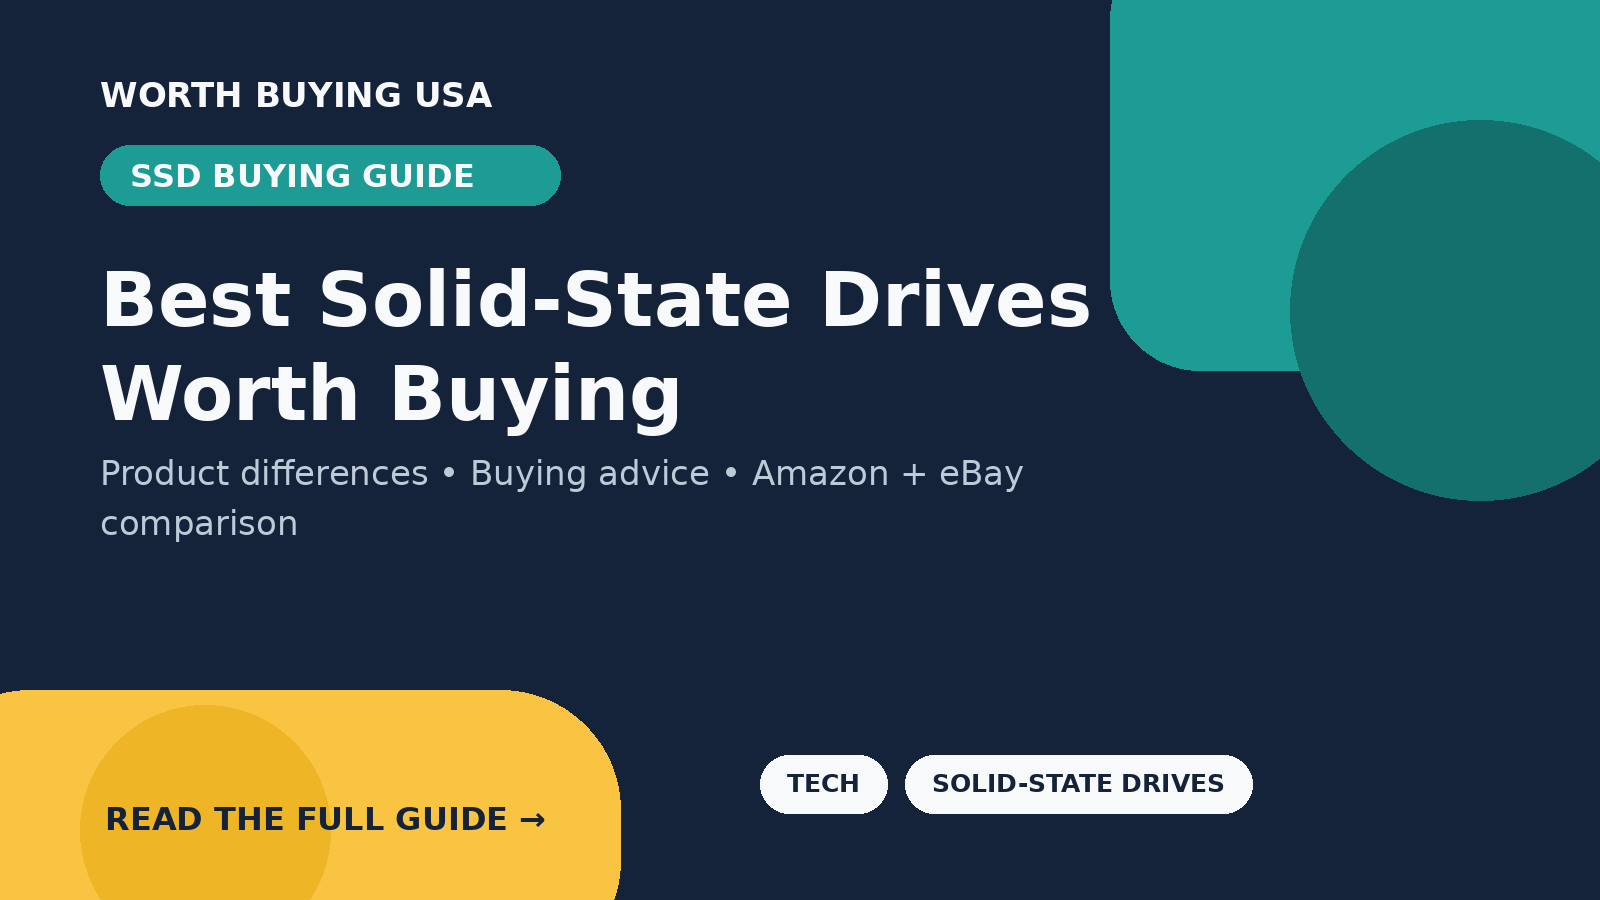 WORTH BUYING USA
SSD BUYING GUIDE
Best Solid-State Drives
Worth Buying
Product differences • Buying advice • Amazon + eBay
comparison
READ THE FULL GUIDE →
TECH
SOLID-STATE DRIVES